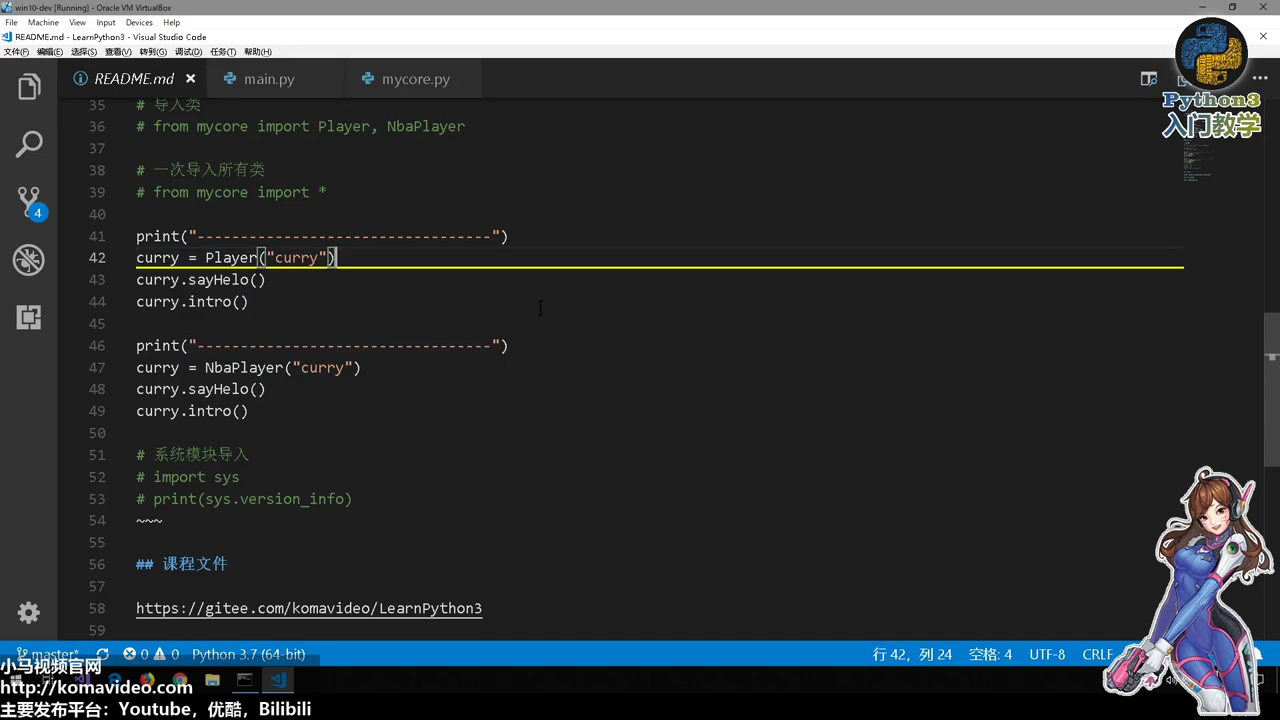 win10-dev [Running] - Oracle VM VirtualBox
File Machine View Input Devices Help
README.md - LearnPython3 - Visual Studio Code
文件(F) 编辑(E) 选择(S) 查看(V) 转到(G) 调试(D) 任务(T) 帮助(H)
README.md main.py mycore.py
Python3
入门教学
35 # 导入类
36 # from mycore import Player, NbaPlayer
37
38 # 一次导入所有类
39 # from mycore import *
40
41 print("----------------------------------")
42 curry = Player("curry")
43 curry.sayHelo()
44 curry.intro()
45
46 print("----------------------------------")
47 curry = NbaPlayer("curry")
48 curry.sayHelo()
49 curry.intro()
50
51 # 系统模块导入
52 # import sys
53 # print(sys.version_info)
54 ~~~
55
56 ## 课程文件
57
58 https://gitee.com/komavideo/LearnPython3
59
4
master* 0 0 Python 3.7 (64-bit) 行 42，列 24 空格: 4 UTF-8 CRLF
小马视频官网
http://komavideo.com
主要发布平台: Youtube, 优酷, Bilibili